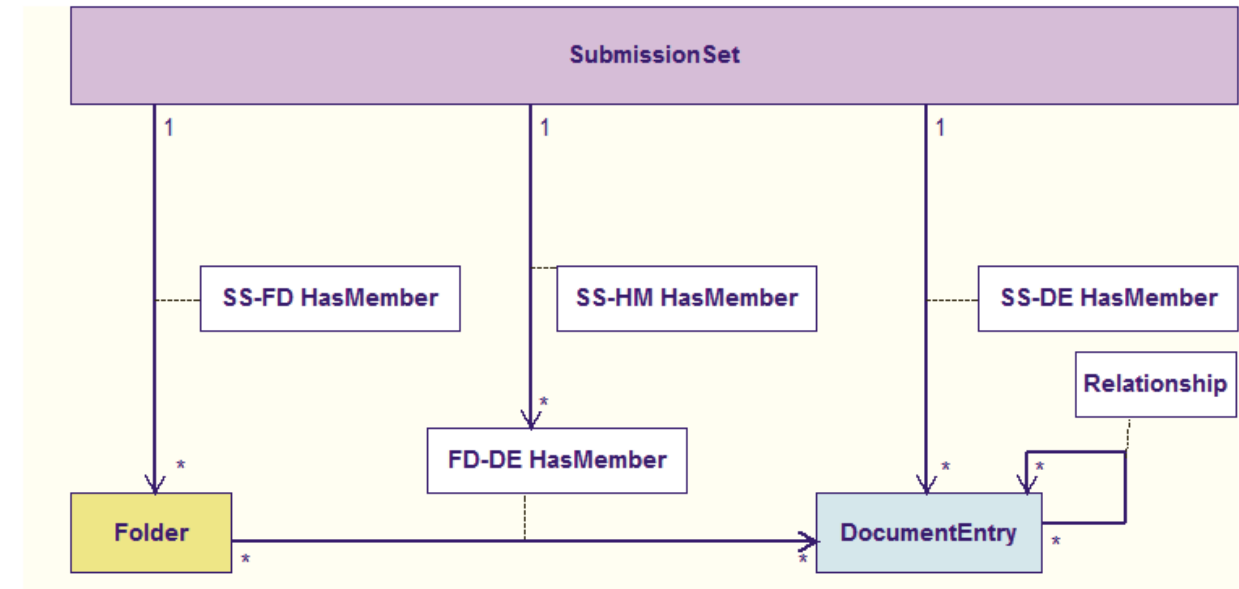 SubmissionSet
1
1
1
SS-FD HasMember
SS-HM HasMember
SS-DE HasMember
Relationship
*
FD-DE HasMember
*
*
*
Folder
DocumentEntry
*
*
*